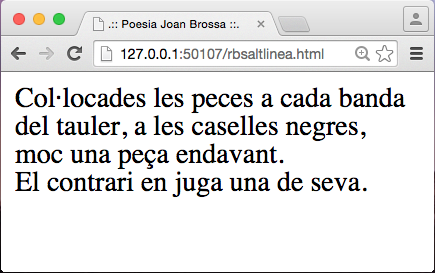 .:: Poesia Joan Brossa ::.
127.0.0.1:50107/rbsaltlinea.html
Col·locades les peces a cada banda
del tauler, a les caselles negres,
moc una peça endavant.
El contrari en juga una de seva.